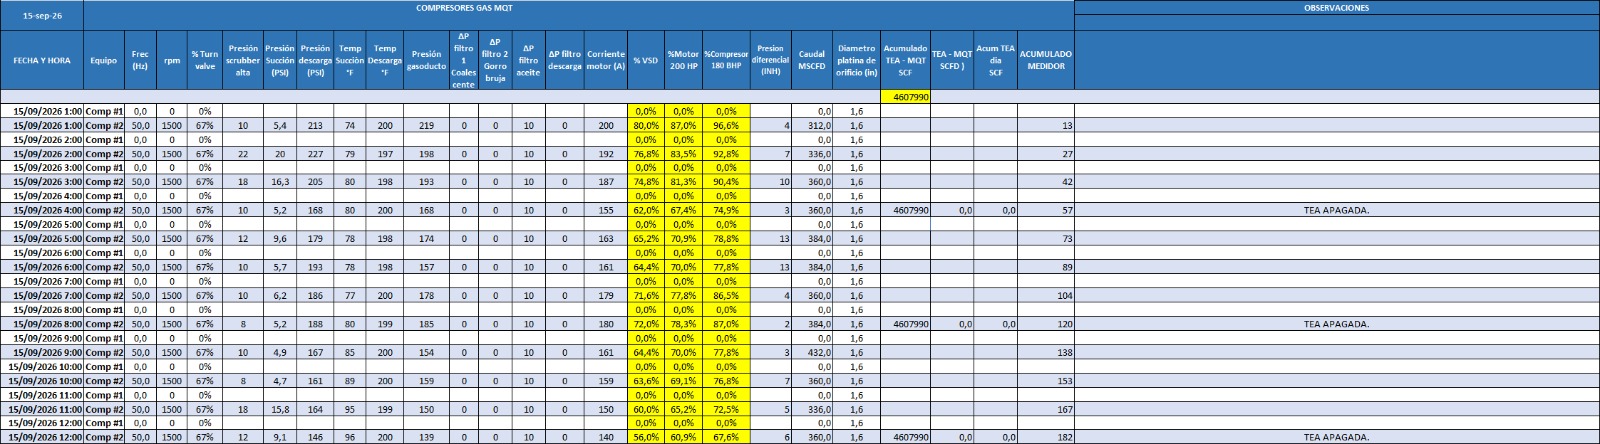 15-sep-26 COMPRESORES GAS MQT OBSERVACIONES
FECHA Y HORA Equipo Frec (Hz) rpm % Turn valve Presión scrubber alta Presión Succión (PSI) Presión descarga (PSI) Temp Succión °F Temp Descarga °F Presión gasoducto ΔP filtro 1 Coales cente ΔP filtro 2 Gorro bruja ΔP filtro aceite ΔP filtro descarga Corriente motor (A) % VSD %Motor 200 HP %Compresor 180 BHP Presion diferencial (INH) Caudal MSCFD Diametro platina de orificio (in) Acumulado TEA - MQT SCF TEA - MQT SCFD ) Acum TEA dia SCF ACUMULADO MEDIDOR
4607990
15/09/2026 1:00 Comp #1 0,0 0 0% 0,0% 0,0% 0,0% 0,0 1,6
15/09/2026 1:00 Comp #2 50,0 1500 67% 10 5,4 213 74 200 219 0 0 10 0 200 80,0% 87,0% 96,6% 4 312,0 1,6 13
15/09/2026 2:00 Comp #1 0,0 0 0% 0,0% 0,0% 0,0% 0,0 1,6
15/09/2026 2:00 Comp #2 50,0 1500 67% 22 20 227 79 197 198 0 0 10 0 192 76,8% 83,5% 92,8% 7 336,0 1,6 27
15/09/2026 3:00 Comp #1 0,0 0 0% 0,0% 0,0% 0,0% 0,0 1,6
15/09/2026 3:00 Comp #2 50,0 1500 67% 18 16,3 205 80 198 193 0 0 10 0 187 74,8% 81,3% 90,4% 10 360,0 1,6 42
15/09/2026 4:00 Comp #1 0,0 0 0% 0,0% 0,0% 0,0% 0,0 1,6
15/09/2026 4:00 Comp #2 50,0 1500 67% 10 5,2 168 80 200 168 0 0 10 0 155 62,0% 67,4% 74,9% 3 360,0 1,6 4607990 0,0 0,0 57 TEA APAGADA.
15/09/2026 5:00 Comp #1 0,0 0 0% 0,0% 0,0% 0,0% 0,0 1,6
15/09/2026 5:00 Comp #2 50,0 1500 67% 12 9,6 179 78 198 174 0 0 10 0 163 65,2% 70,9% 78,8% 13 384,0 1,6 73
15/09/2026 6:00 Comp #1 0,0 0 0% 0,0% 0,0% 0,0% 0,0 1,6
15/09/2026 6:00 Comp #2 50,0 1500 67% 10 5,7 193 78 198 157 0 0 10 0 161 64,4% 70,0% 77,8% 13 384,0 1,6 89
15/09/2026 7:00 Comp #1 0,0 0 0% 0,0% 0,0% 0,0% 0,0 1,6
15/09/2026 7:00 Comp #2 50,0 1500 67% 10 6,2 186 77 200 178 0 0 10 0 179 71,6% 77,8% 86,5% 4 360,0 1,6 104
15/09/2026 8:00 Comp #1 0,0 0 0% 0,0% 0,0% 0,0% 0,0 1,6
15/09/2026 8:00 Comp #2 50,0 1500 67% 8 5,2 188 80 199 185 0 0 10 0 180 72,0% 78,3% 87,0% 2 384,0 1,6 4607990 0,0 0,0 120 TEA APAGADA.
15/09/2026 9:00 Comp #1 0,0 0 0% 0,0% 0,0% 0,0% 0,0 1,6
15/09/2026 9:00 Comp #2 50,0 1500 67% 10 4,9 167 85 200 154 0 0 10 0 161 64,4% 70,0% 77,8% 3 432,0 1,6 138
15/09/2026 10:00 Comp #1 0,0 0 0% 0,0% 0,0% 0,0% 0,0 1,6
15/09/2026 10:00 Comp #2 50,0 1500 67% 8 4,7 161 89 200 159 0 0 10 0 159 63,6% 69,1% 76,8% 7 360,0 1,6 153
15/09/2026 11:00 Comp #1 0,0 0 0% 0,0% 0,0% 0,0% 0,0 1,6
15/09/2026 11:00 Comp #2 50,0 1500 67% 18 15,8 164 95 199 150 0 0 10 0 150 60,0% 65,2% 72,5% 5 336,0 1,6 167
15/09/2026 12:00 Comp #1 0,0 0 0% 0,0% 0,0% 0,0% 0,0 1,6
15/09/2026 12:00 Comp #2 50,0 1500 67% 12 9,1 146 96 200 139 0 0 10 0 140 56,0% 60,9% 67,6% 6 360,0 1,6 4607990 0,0 0,0 182 TEA APAGADA.